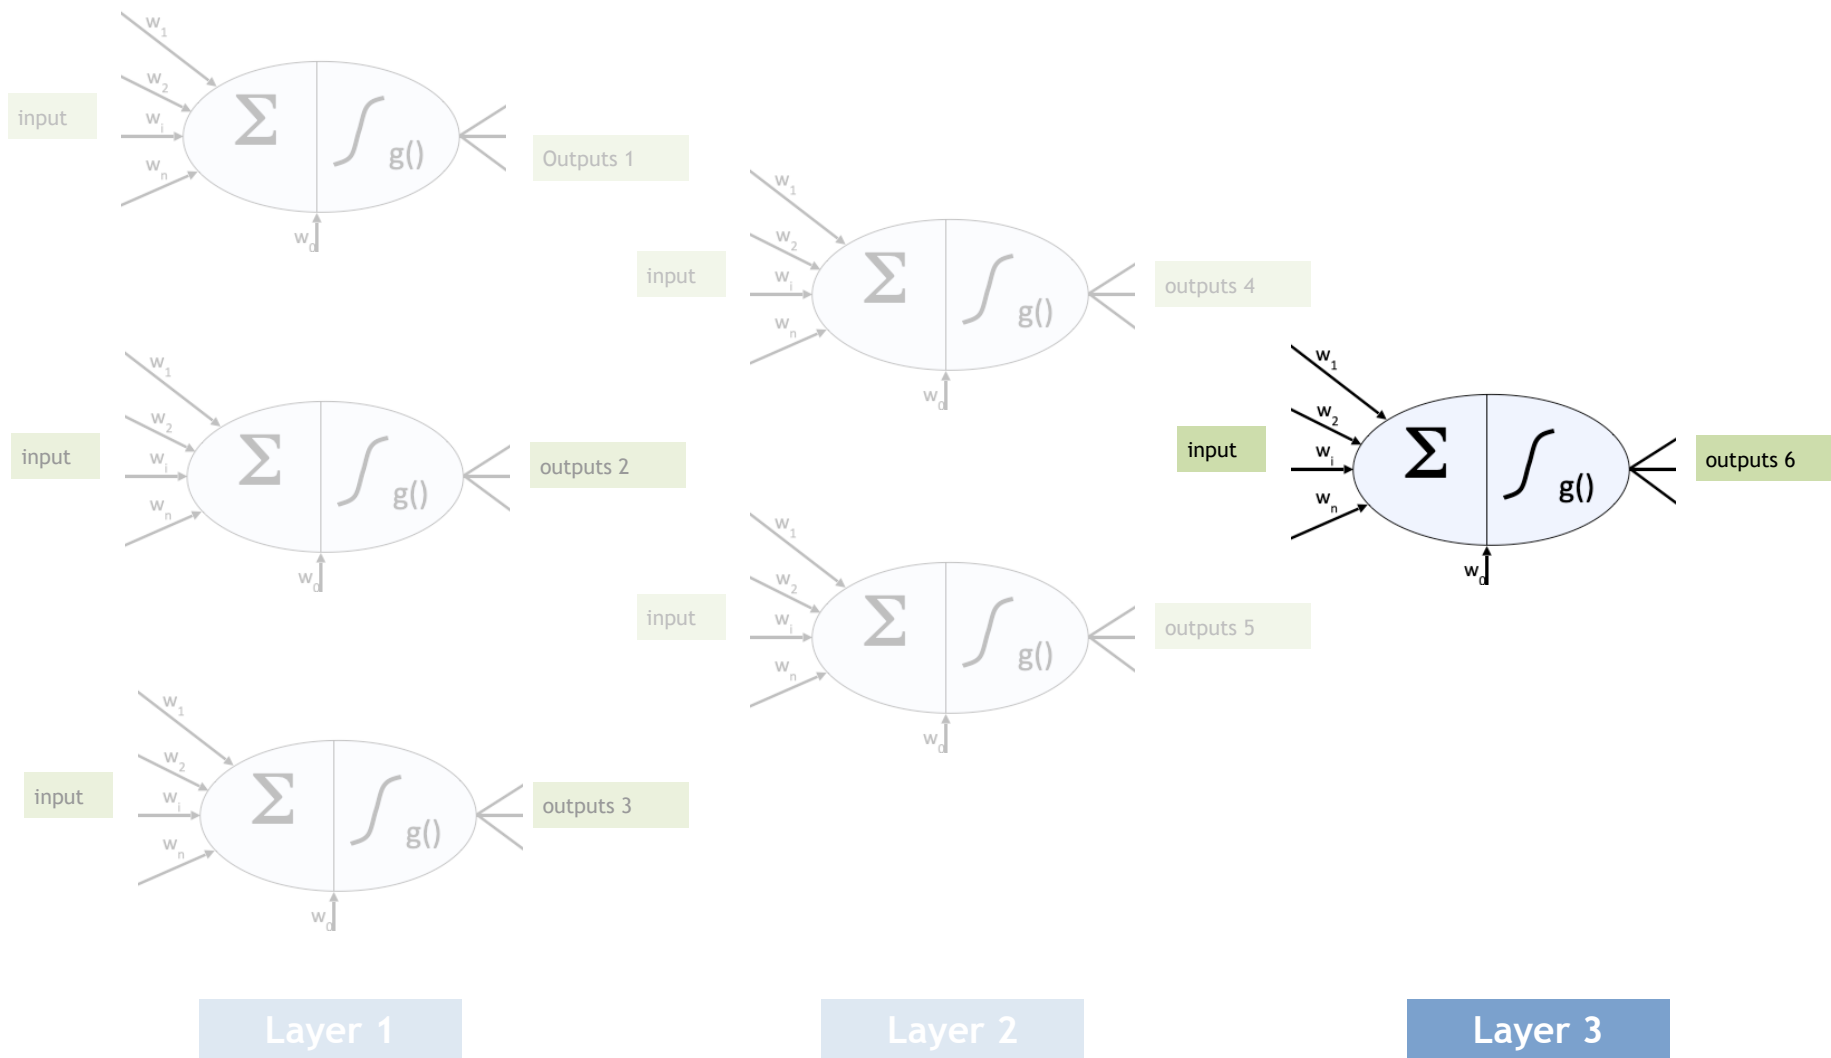 w1
w2
input
wi
wn
Σ
g()
w0
Outputs 1
w1
w2
input
wi
wn
Σ
g()
w0
outputs 2
w1
w2
input
wi
wn
Σ
g()
w0
outputs 3
w1
w2
input
wi
wn
Σ
g()
w0
outputs 4
w1
w2
input
wi
wn
Σ
g()
w0
outputs 5
w1
w2
input
wi
wn
Σ
g()
w0
outputs 6
Layer 1
Layer 2
Layer 3